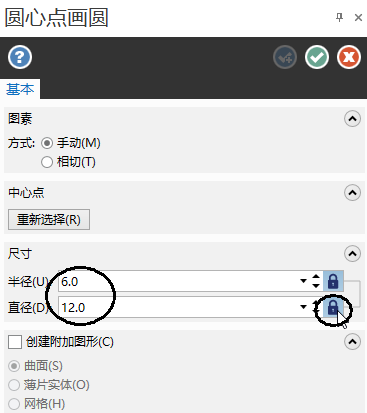 圆心点画圆
基本
图素
方式: 手动(M)
相切(T)
中心点
重新选择(R)
尺寸
半径(U): 6.0
直径(D): 12.0
创建附加图形(C)
曲面(S)
薄片实体(O)
网格(H)